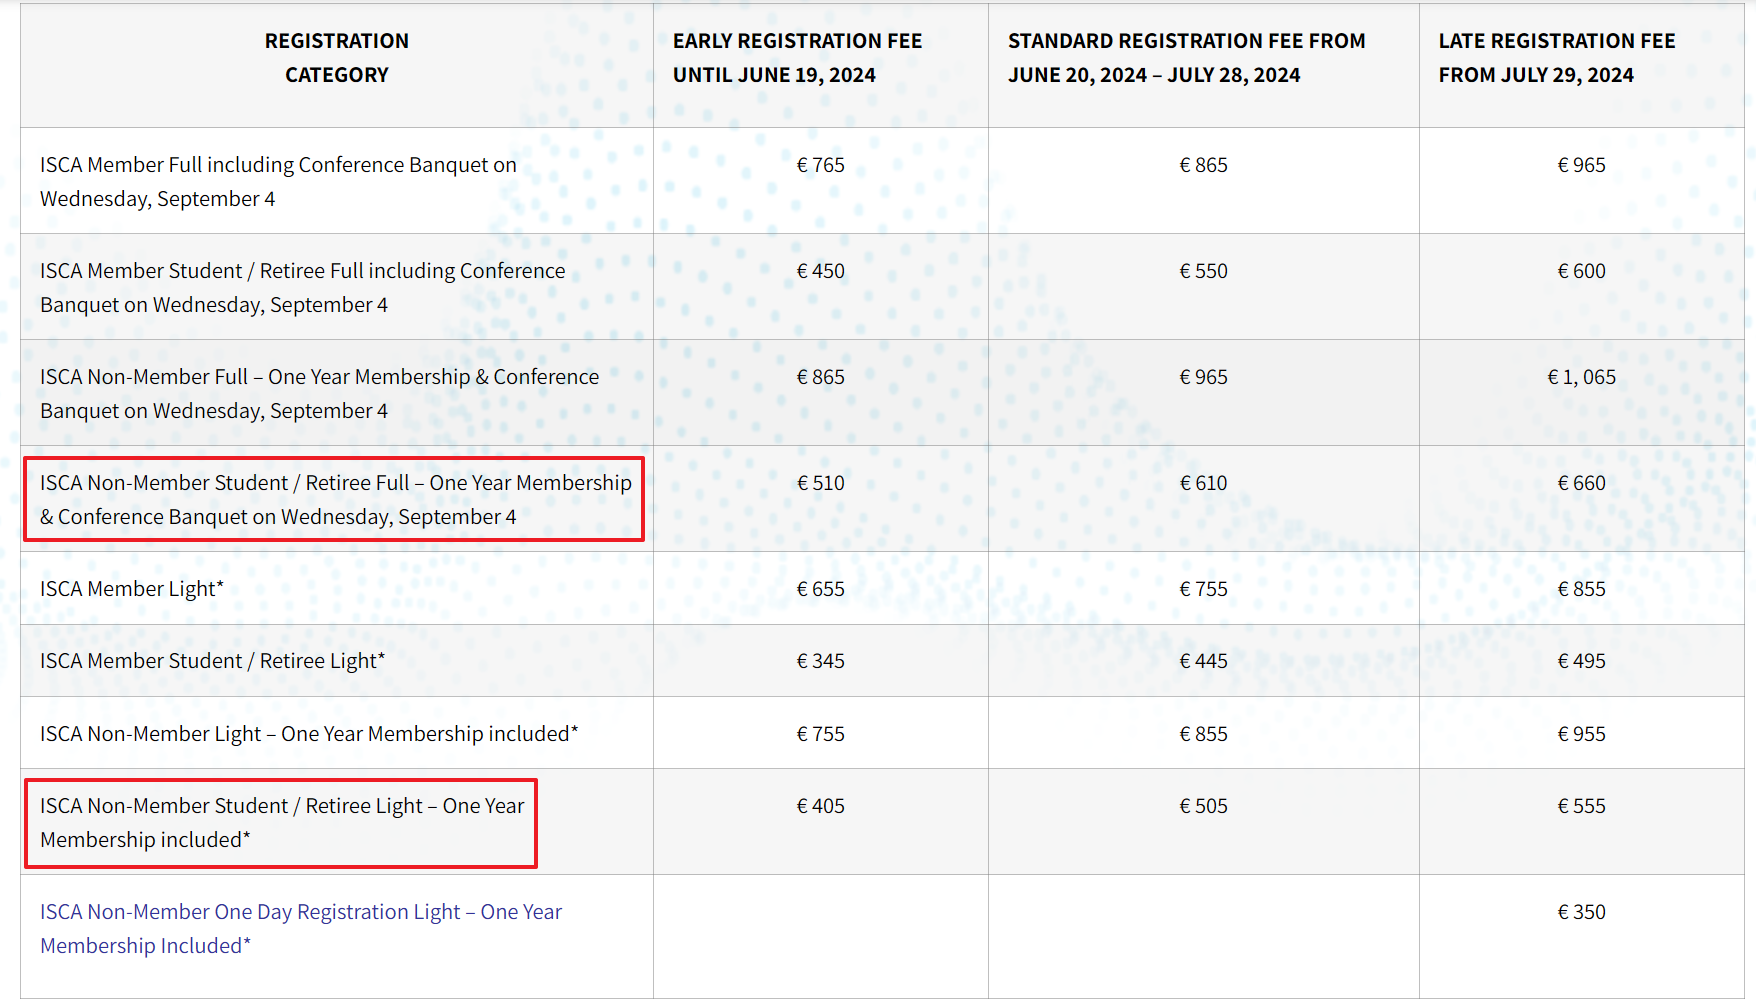 REGISTRATION
CATEGORY
EARLY REGISTRATION FEE
UNTIL JUNE 19, 2024
STANDARD REGISTRATION FEE FROM
JUNE 20, 2024 – JULY 28, 2024
LATE REGISTRATION FEE
FROM JULY 29, 2024
ISCA Member Full including Conference Banquet on
Wednesday, September 4
€ 765
€ 865
€ 965
ISCA Member Student / Retiree Full including Conference
Banquet on Wednesday, September 4
€ 450
€ 550
€ 600
ISCA Non-Member Full – One Year Membership & Conference
Banquet on Wednesday, September 4
€ 865
€ 965
€ 1, 065
ISCA Non-Member Student / Retiree Full – One Year Membership
& Conference Banquet on Wednesday, September 4
€ 510
€ 610
€ 660
ISCA Member Light*
€ 655
€ 755
€ 855
ISCA Member Student / Retiree Light*
€ 345
€ 445
€ 495
ISCA Non-Member Light – One Year Membership included*
€ 755
€ 855
€ 955
ISCA Non-Member Student / Retiree Light – One Year
Membership included*
€ 405
€ 505
€ 555
ISCA Non-Member One Day Registration Light – One Year
Membership Included*
€ 350